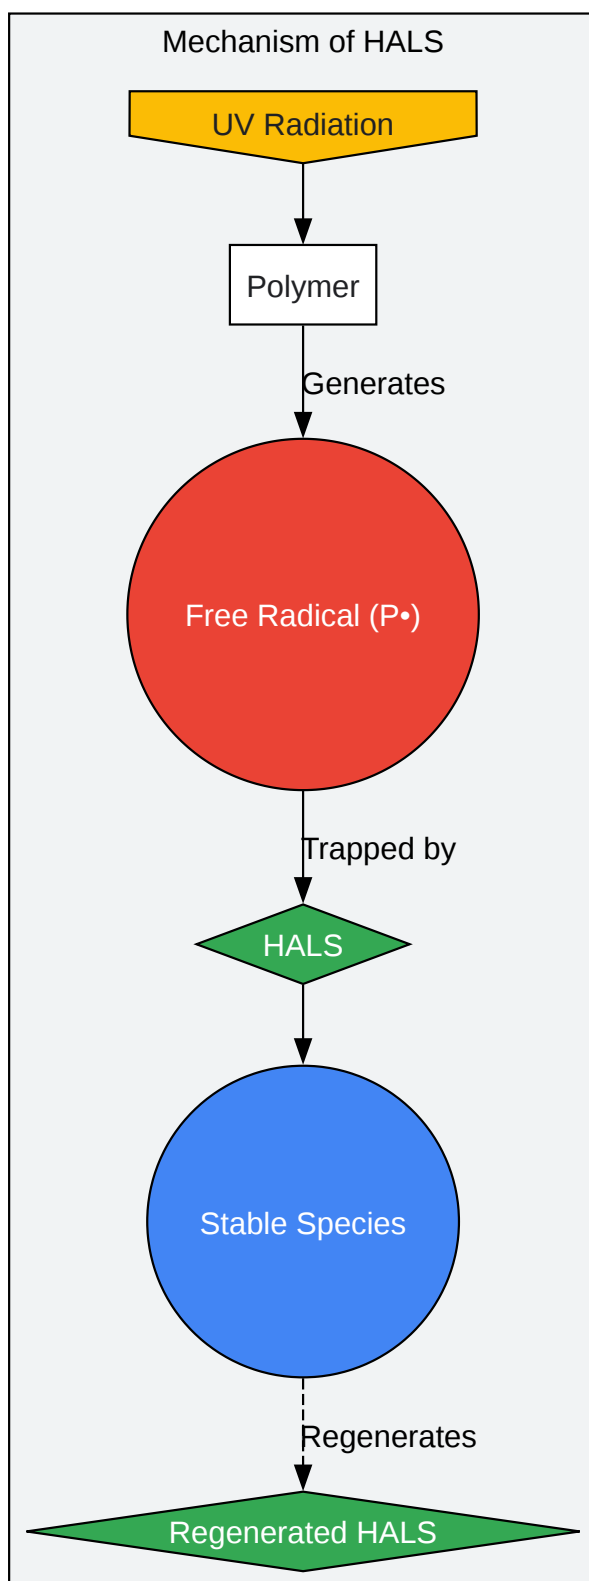 Mechanism of HALS
UV Radiation
Polymer
Generates
Free Radical (P•)
Trapped by
HALS
Stable Species
Regenerates
Regenerated HALS